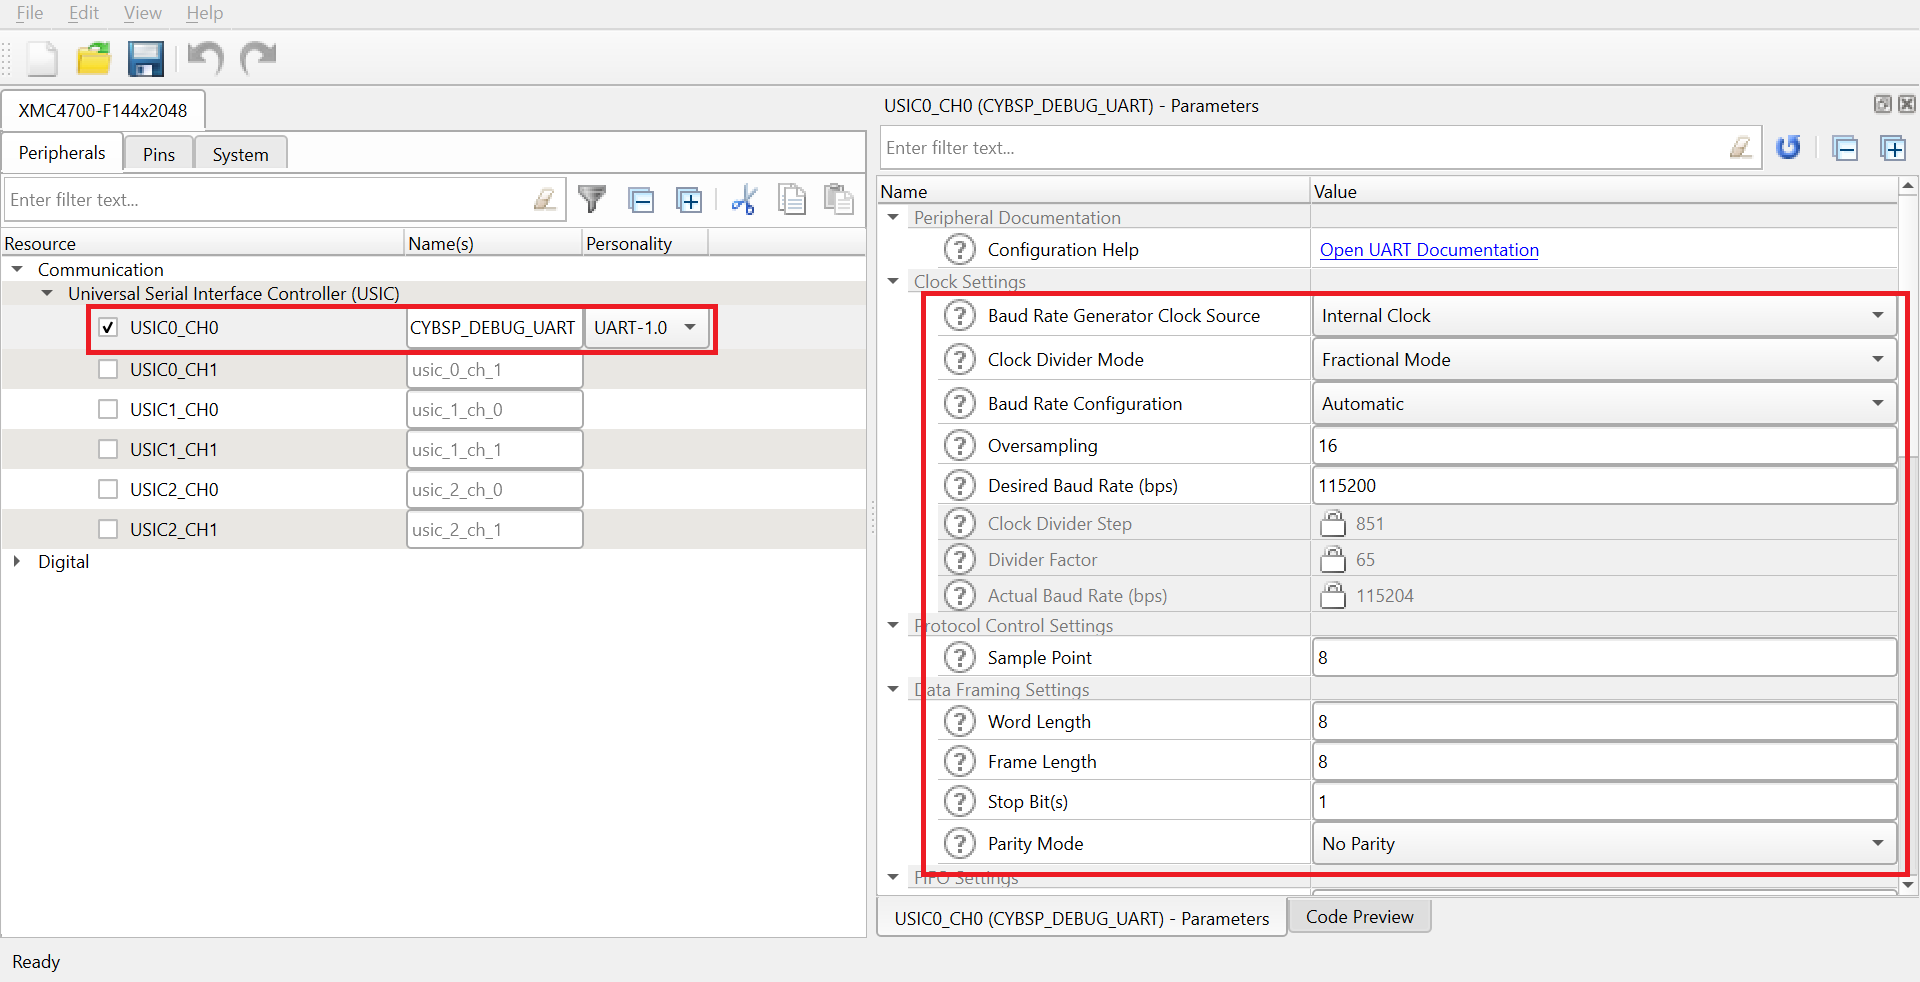 File Edit View Help
XMC4700-F144x2048
Peripherals Pins System
Enter filter text...
Resource Name(s) Personality
Communication
Universal Serial Interface Controller (USIC)
USIC0_CH0 CYBSP_DEBUG_UART UART-1.0
USIC0_CH1 usic_0_ch_1
USIC1_CH0 usic_1_ch_0
USIC1_CH1 usic_1_ch_1
USIC2_CH0 usic_2_ch_0
USIC2_CH1 usic_2_ch_1
Digital
USIC0_CH0 (CYBSP_DEBUG_UART) - Parameters
Enter filter text...
Name Value
Peripheral Documentation
Configuration Help Open UART Documentation
Clock Settings
Baud Rate Generator Clock Source Internal Clock
Clock Divider Mode Fractional Mode
Baud Rate Configuration Automatic
Oversampling 16
Desired Baud Rate (bps) 115200
Clock Divider Step 851
Divider Factor 65
Actual Baud Rate (bps) 115204
Protocol Control Settings
Sample Point 8
Data Framing Settings
Word Length 8
Frame Length 8
Stop Bit(s) 1
Parity Mode No Parity
FIFO Settings
USIC0_CH0 (CYBSP_DEBUG_UART) - Parameters Code Preview
Ready